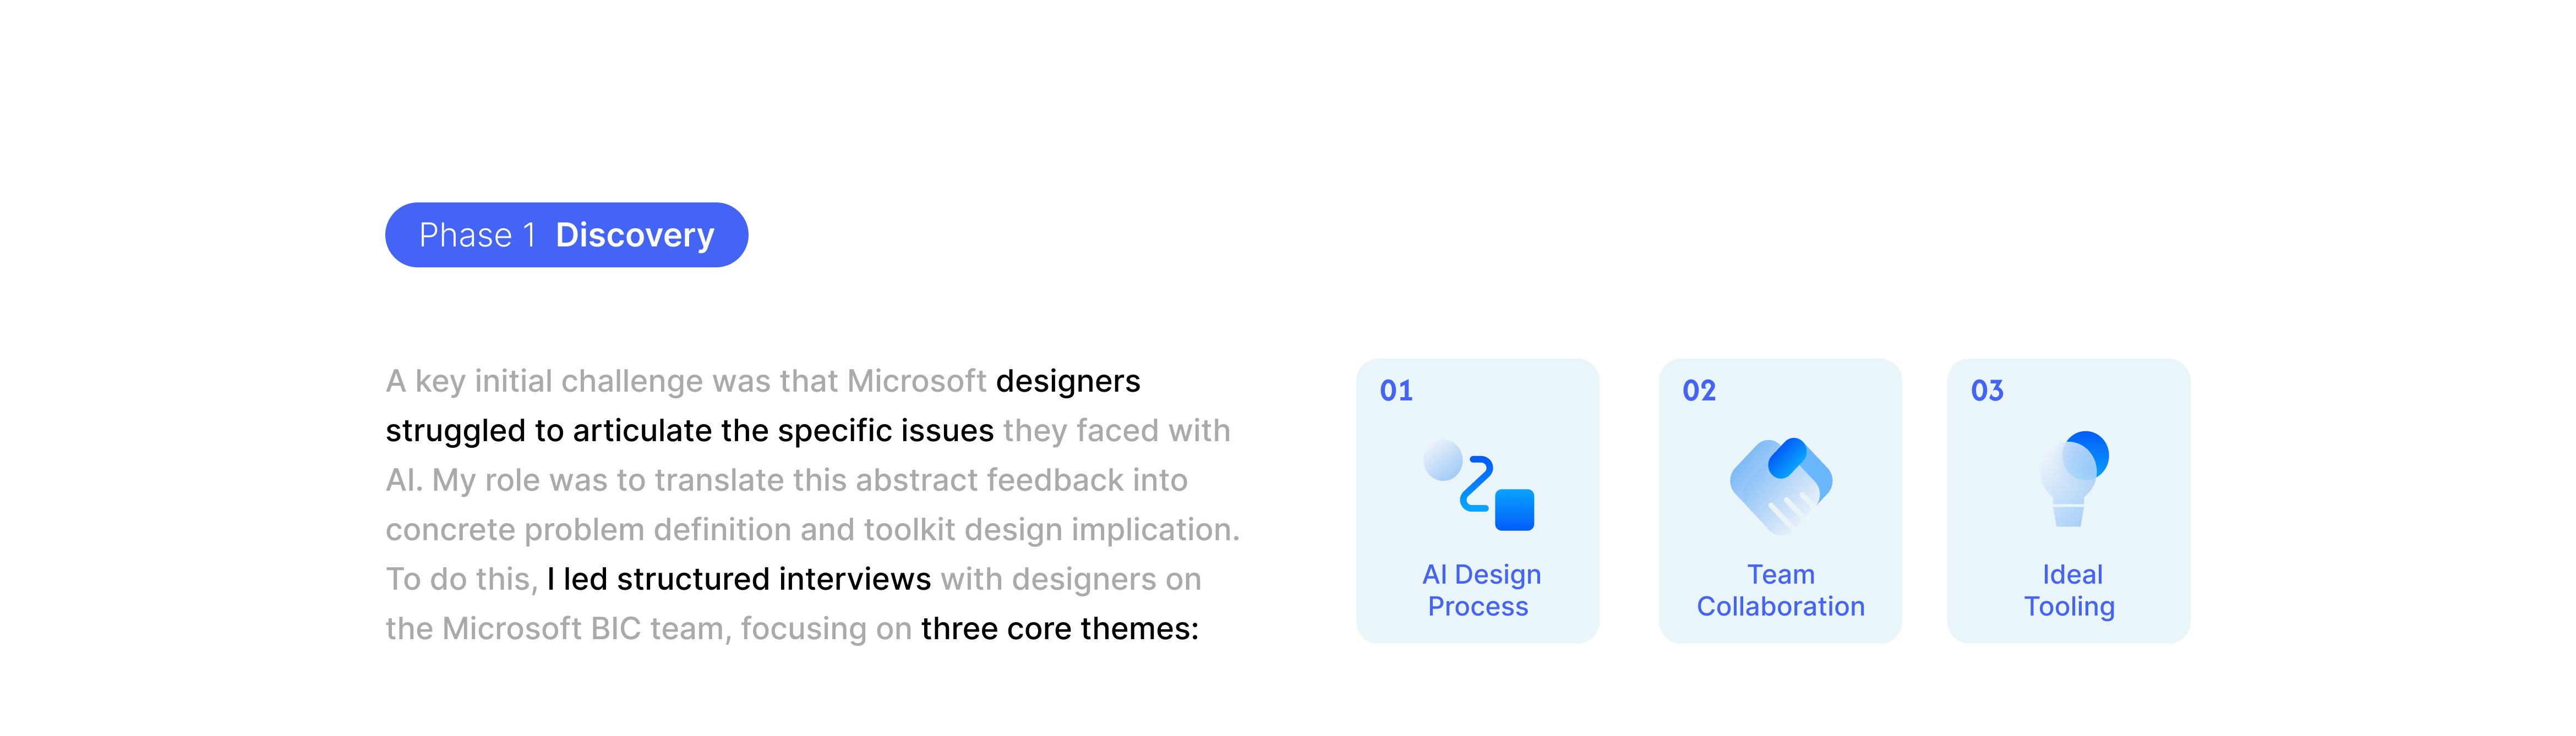 Phase 1 Discovery
A key initial challenge was that Microsoft designers
struggled to articulate the specific issues they faced with
AI. My role was to translate this abstract feedback into
concrete problem definition and toolkit design implication.
To do this, I led structured interviews with designers on
the Microsoft BIC team, focusing on three core themes:
01
AI Design
Process
02
Team
Collaboration
03
Ideal
Tooling